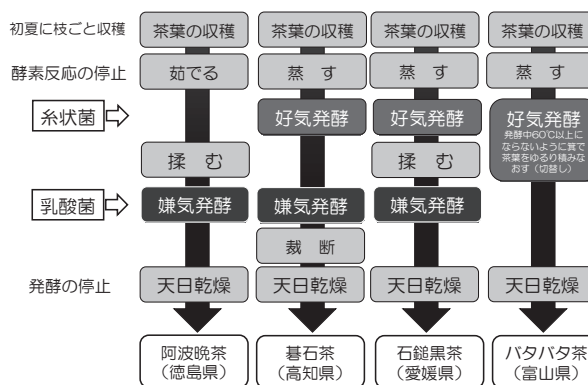 初夏に枝ごと収穫
茶葉の収穫
茶葉の収穫
茶葉の収穫
茶葉の収穫
酵素反応の停止
茹でる
蒸す
蒸す
蒸す
糸状菌
好気発酵
好気発酵
好気発酵
発酵中60℃以上に
ならないように箕で
茶葉をゆるり積みな
おす（切替し）
揉む
揉む
乳酸菌
嫌気発酵
嫌気発酵
嫌気発酵
裁断
発酵の停止
天日乾燥
天日乾燥
天日乾燥
天日乾燥
阿波晩茶
（徳島県）
碁石茶
（高知県）
石鎚黒茶
（愛媛県）
バタバタ茶
（富山県）